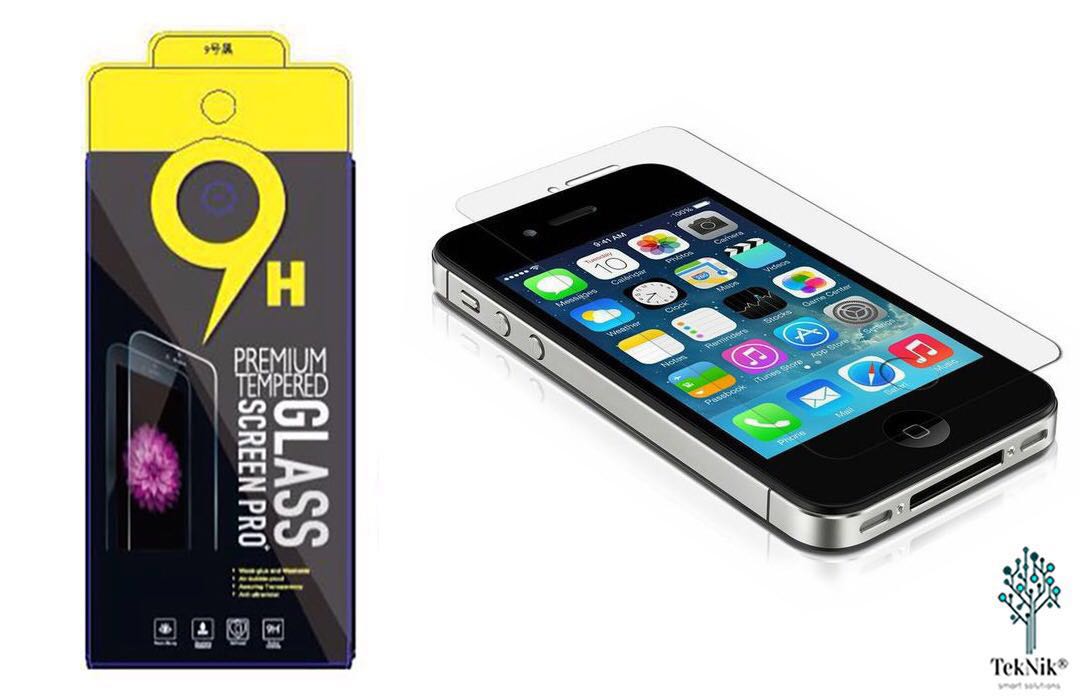 9号黑
9H
PREMIUM
TEMPERED
GLASS
SCREEN PRO
9:41 AM
100%
Messages
Tuesday
10
Calendar
Photos
Camera
Weather
Clock
Maps
Videos
Notes
Reminders
Stocks
Game Center
Passbook
iTunes Store
App Store
Settings
Phone
Mail
Safari
Music
TekNik®
smart solutions